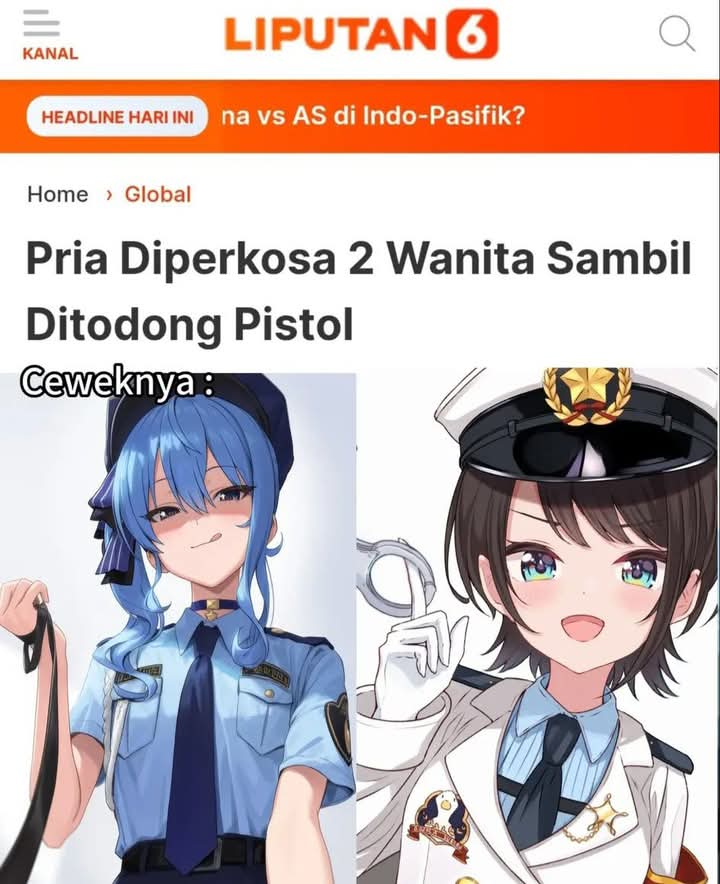 KANAL
LIPUTAN 6
HEADLINE HARI INI
na vs AS di Indo-Pasifik?
Home › Global
Pria Diperkosa 2 Wanita Sambil
Ditodong Pistol
Ceweknya :